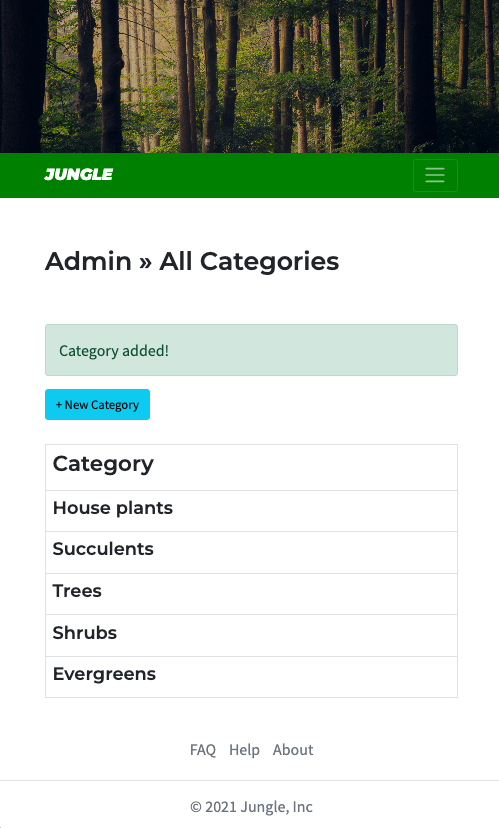 JUNGLE
Admin » All Categories
Category added!
+ New Category
Category
House plants
Succulents
Trees
Shrubs
Evergreens
FAQ Help About
© 2021 Jungle, Inc